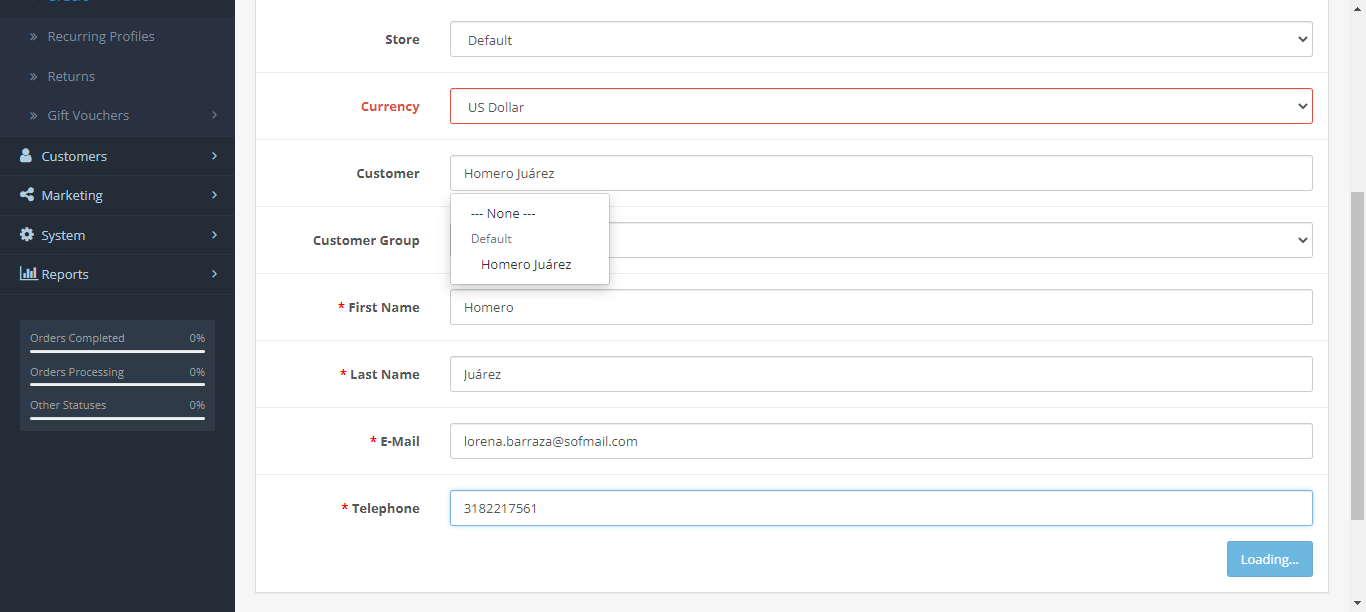 Orders
Recurring Profiles
Returns
Gift Vouchers
Customers
Marketing
System
Reports
Orders Completed 0%
Orders Processing 0%
Other Statuses 0%
Store Default
Currency US Dollar
Customer Homero Juárez
--- None ---
Default
Homero Juárez
Customer Group
* First Name Homero
* Last Name Juárez
* E-Mail lorena.barraza@sofmail.com
* Telephone 3182217561
Loading...